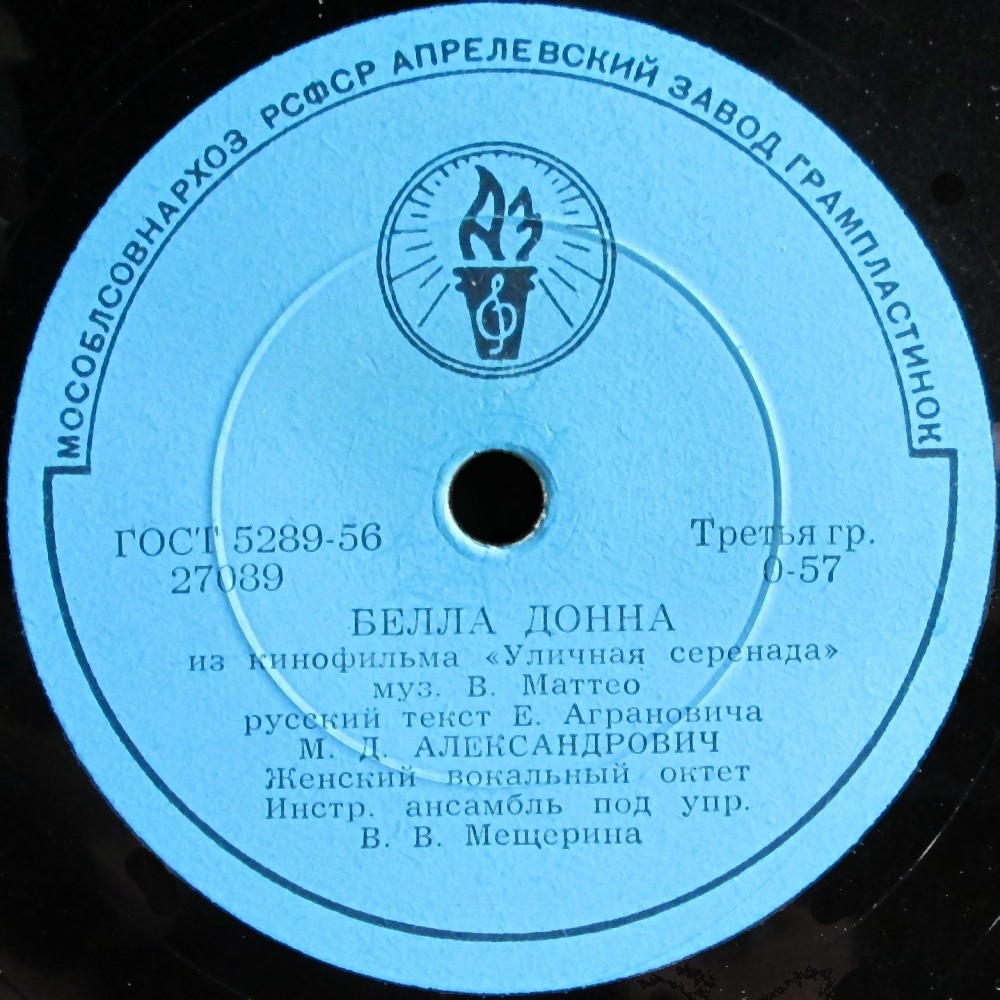 МОСОБЛСОВНАРХОЗ РСФСР АПРЕЛЕВСКИЙ ЗАВОД ГРАМПЛАСТИНОК
ГОСТ 5289-56
27039
Третья гр.
0-57
БЕЛЛА ДОННА
из кинофильма «Уличная серенада»
муз. В. Маттео
русский текст Е. Аграновича
М. Д. АЛЕКСАНДРОВИЧ
Женский вокальный октет
Инстр. ансамбль под упр.
В. В. Мещерина